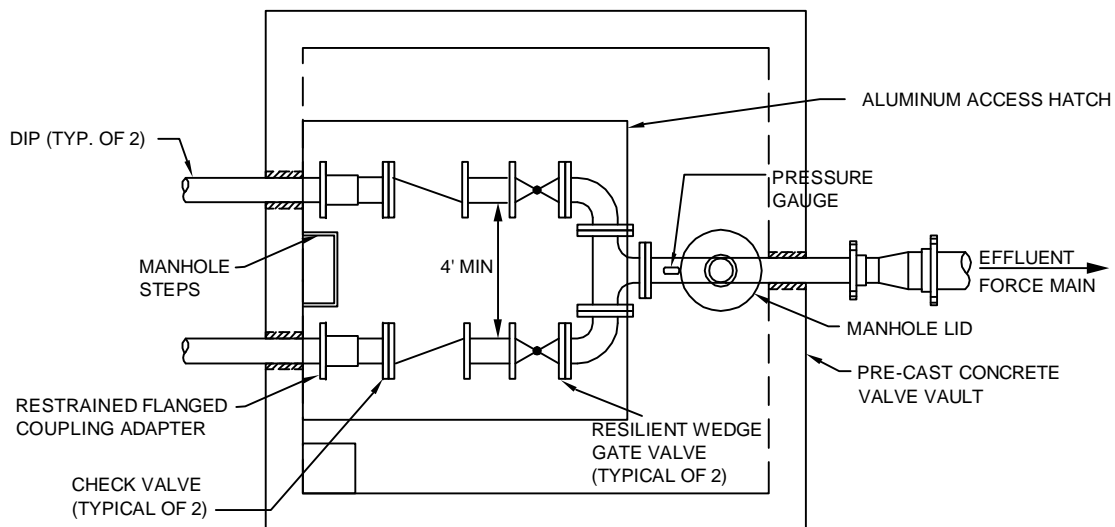 ALUMINUM ACCESS HATCH
DIP (TYP. OF 2)
PRESSURE
GAUGE
MANHOLE
STEPS
4' MIN
EFFLUENT
FORCE MAIN
MANHOLE LID
PRE-CAST CONCRETE
VALVE VAULT
RESTRAINED FLANGED
COUPLING ADAPTER
RESILIENT WEDGE
GATE VALVE
(TYPICAL OF 2)
CHECK VALVE
(TYPICAL OF 2)